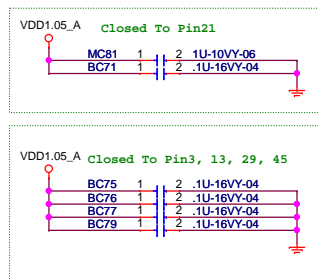 VDD1.05_A Closed To Pin21
MC81 1 2 1U-10VY-06
BC71 1 2 .1U-16VY-04
VDD1.05_A Closed To Pin3, 13, 29, 45
BC75 1 2 .1U-16VY-04
BC76 1 2 .1U-16VY-04
BC77 1 2 .1U-16VY-04
BC79 1 2 .1U-16VY-04